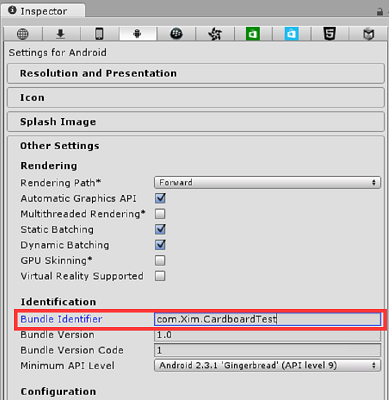 Inspector
Settings for Android
Resolution and Presentation
Icon
Splash Image
Other Settings
Rendering
Rendering Path* Forward
Automatic Graphics API
Multithreaded Rendering*
Static Batching
Dynamic Batching
GPU Skinning*
Virtual Reality Supported
Identification
Bundle Identifier com.Xim.CardboardTest
Bundle Version 1.0
Bundle Version Code 1
Minimum API Level Android 2.3.1 'Gingerbread' (API level 9)
Configuration